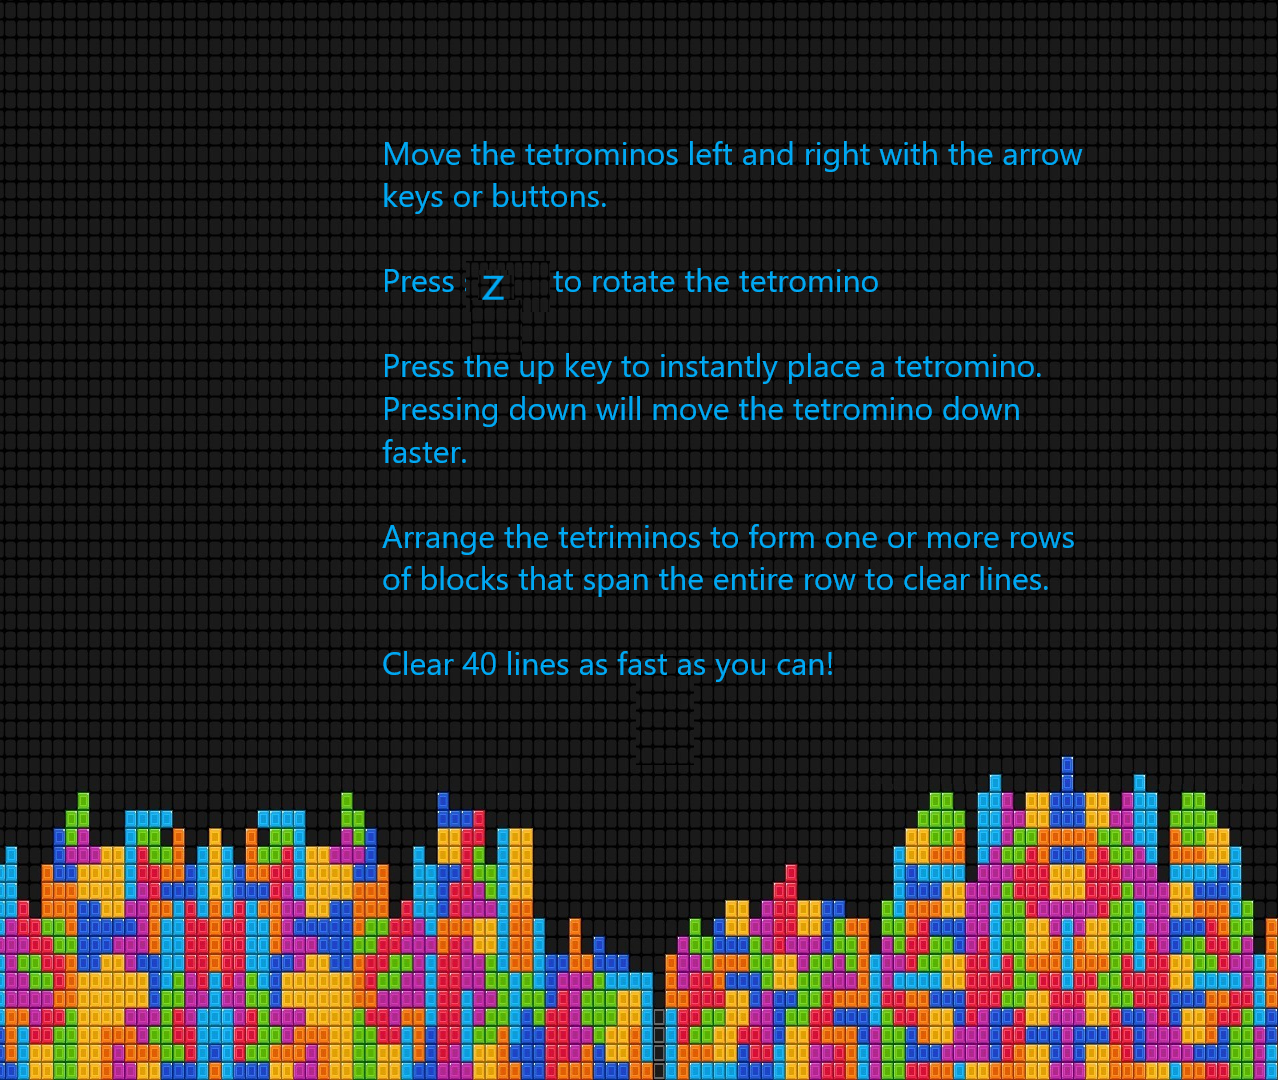 Move the tetrominos left and right with the arrow
keys or buttons.
Press Z to rotate the tetromino
Press the up key to instantly place a tetromino.
Pressing down will move the tetromino down
faster.
Arrange the tetriminos to form one or more rows
of blocks that span the entire row to clear lines.
Clear 40 lines as fast as you can!